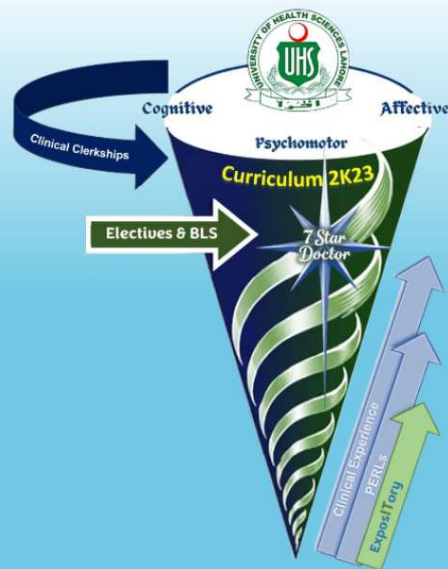 UNIVERSITY OF HEALTH SCIENCES LAHORE
UHS
Cognitive
Affective
Psychomotor
Clinical Clerkships
Curriculum 2K23
Electives & BLS
7 Star
Doctor
Clinical Experience
PERLs
ExposITory